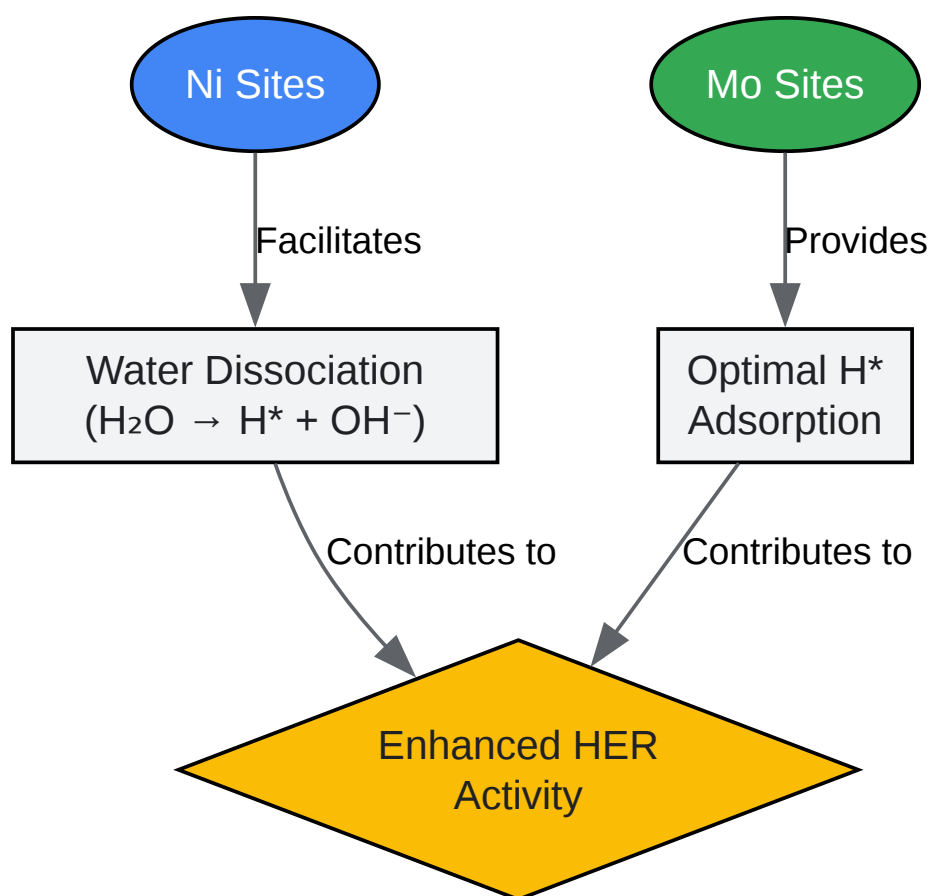 Ni Sites
Mo Sites
Facilitates
Provides
Water Dissociation
(H₂O → H* + OH⁻)
Optimal H*
Adsorption
Contributes to
Contributes to
Enhanced HER
Activity